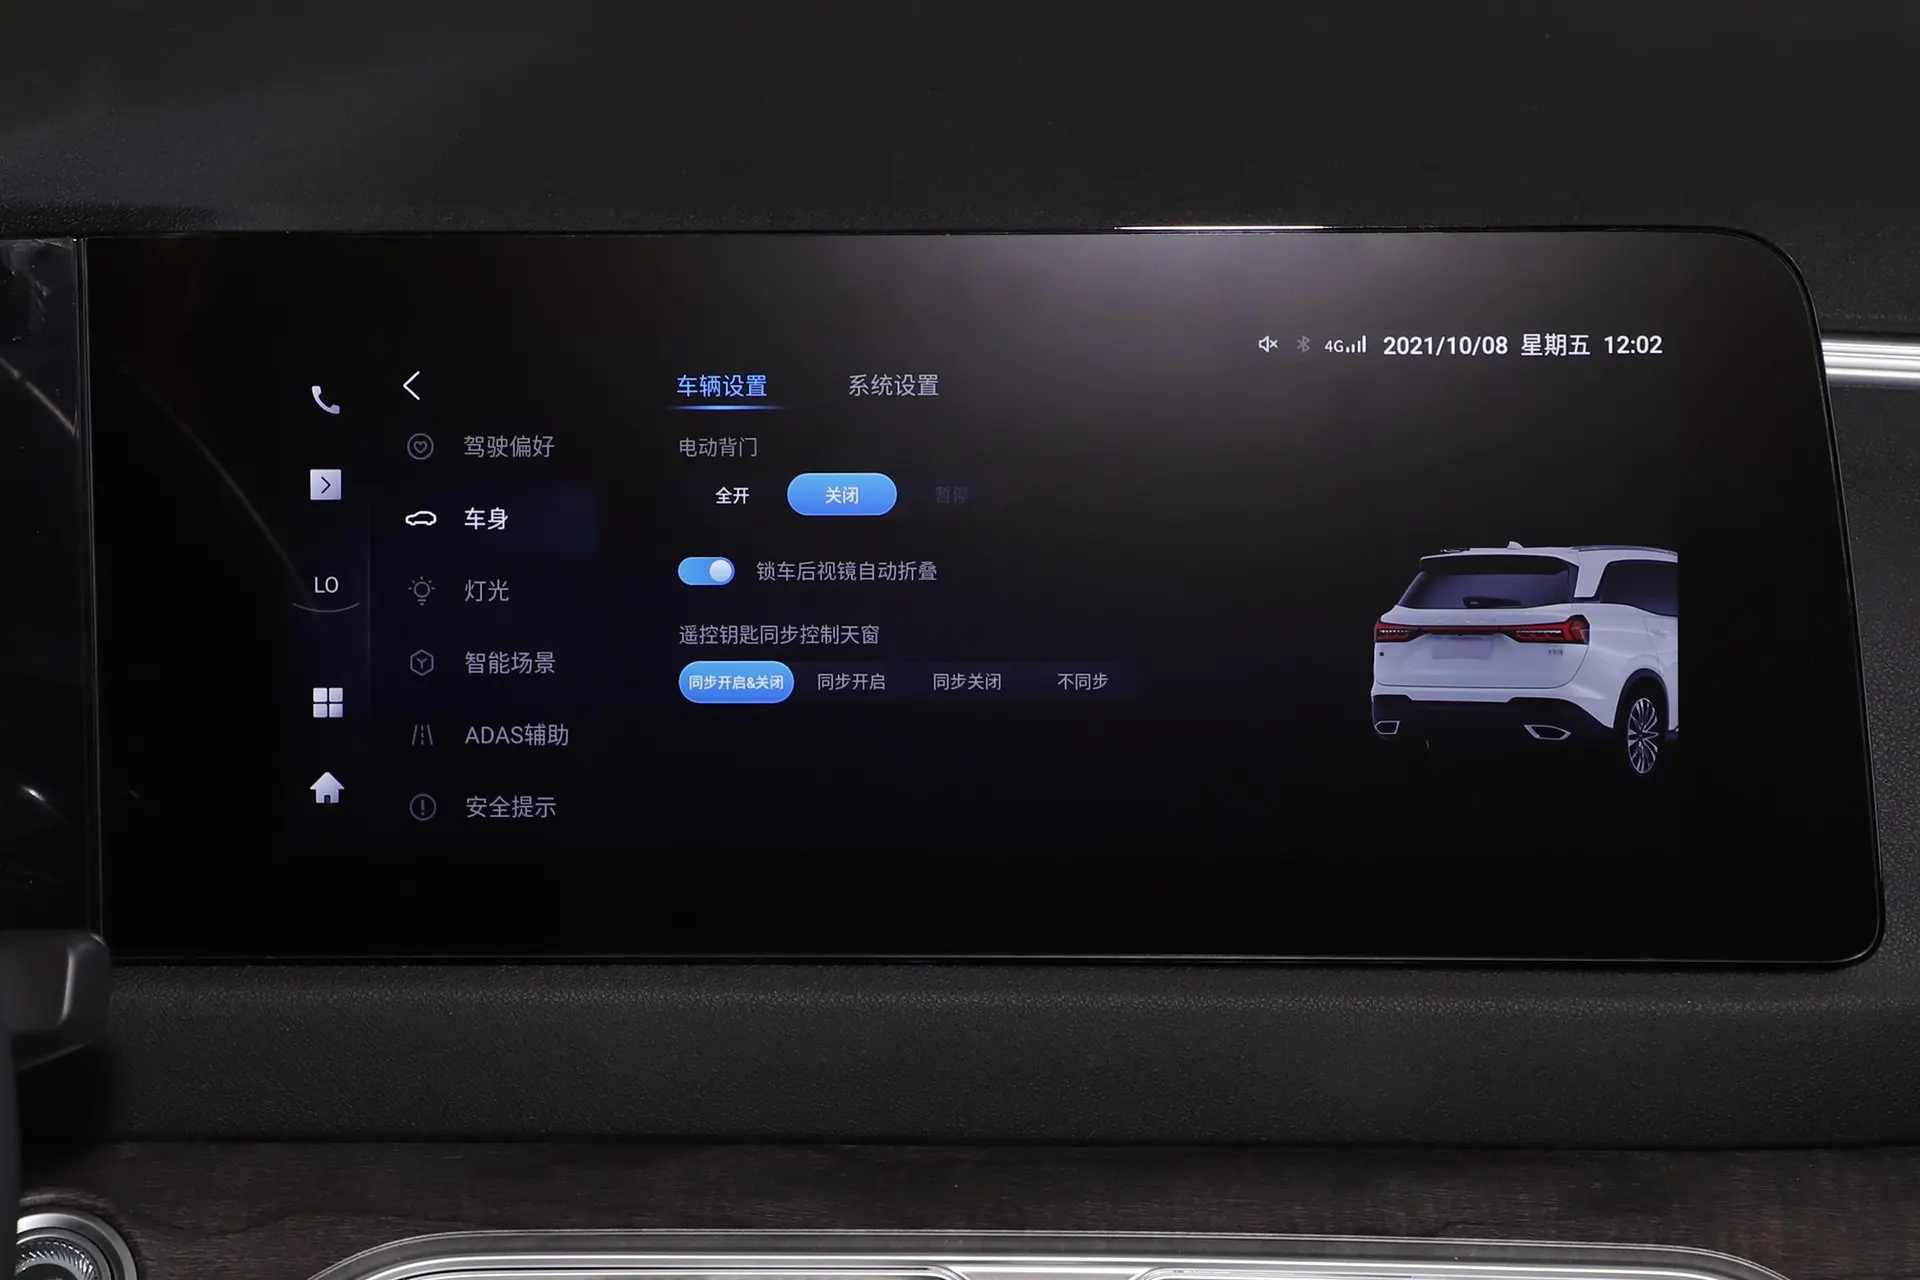 4G 2021/10/08 星期五 12:02
车辆设置 系统设置
驾驶偏好
电动背门
全开 关闭 暂停
车身
锁车后视镜自动折叠
LO
灯光
遥控钥匙同步控制天窗
智能场景
同步开启&关闭 同步开启 同步关闭 不同步
ADAS辅助
安全提示